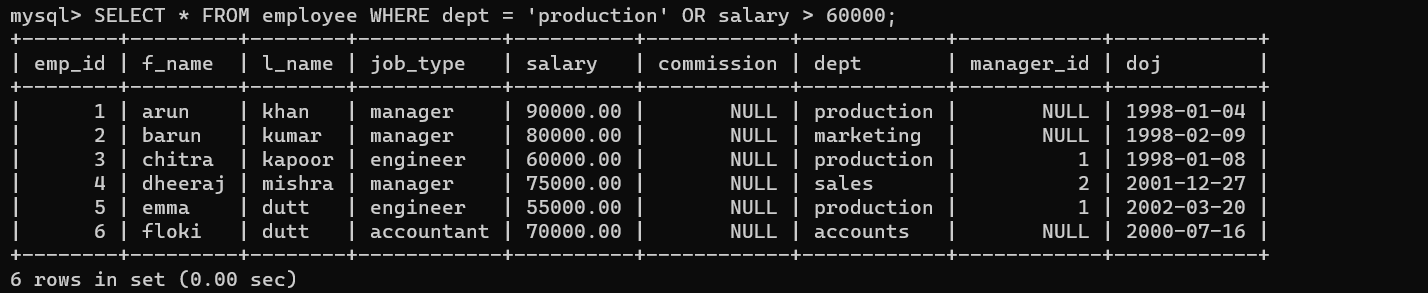 mysql> SELECT * FROM employee WHERE dept = 'production' OR salary > 60000;
+--------+---------+--------+------------+----------+------------+------------+------------+------------+
| emp_id | f_name  | l_name | job_type   | salary   | commission | dept       | manager_id | doj        |
+--------+---------+--------+------------+----------+------------+------------+------------+------------+
|      1 | arun    | khan   | manager    | 90000.00 |       NULL | production |       NULL | 1998-01-04 |
|      2 | barun   | kumar  | manager    | 80000.00 |       NULL | marketing  |       NULL | 1998-02-09 |
|      3 | chitra  | kapoor | engineer   | 60000.00 |       NULL | production |          1 | 1998-01-08 |
|      4 | dheeraj | mishra | manager    | 75000.00 |       NULL | sales      |          2 | 2001-12-27 |
|      5 | emma    | dutt   | engineer   | 55000.00 |       NULL | production |          1 | 2002-03-20 |
|      6 | floki   | dutt   | accountant | 70000.00 |       NULL | accounts   |       NULL | 2000-07-16 |
+--------+---------+--------+------------+----------+------------+------------+------------+------------+
6 rows in set (0.00 sec)